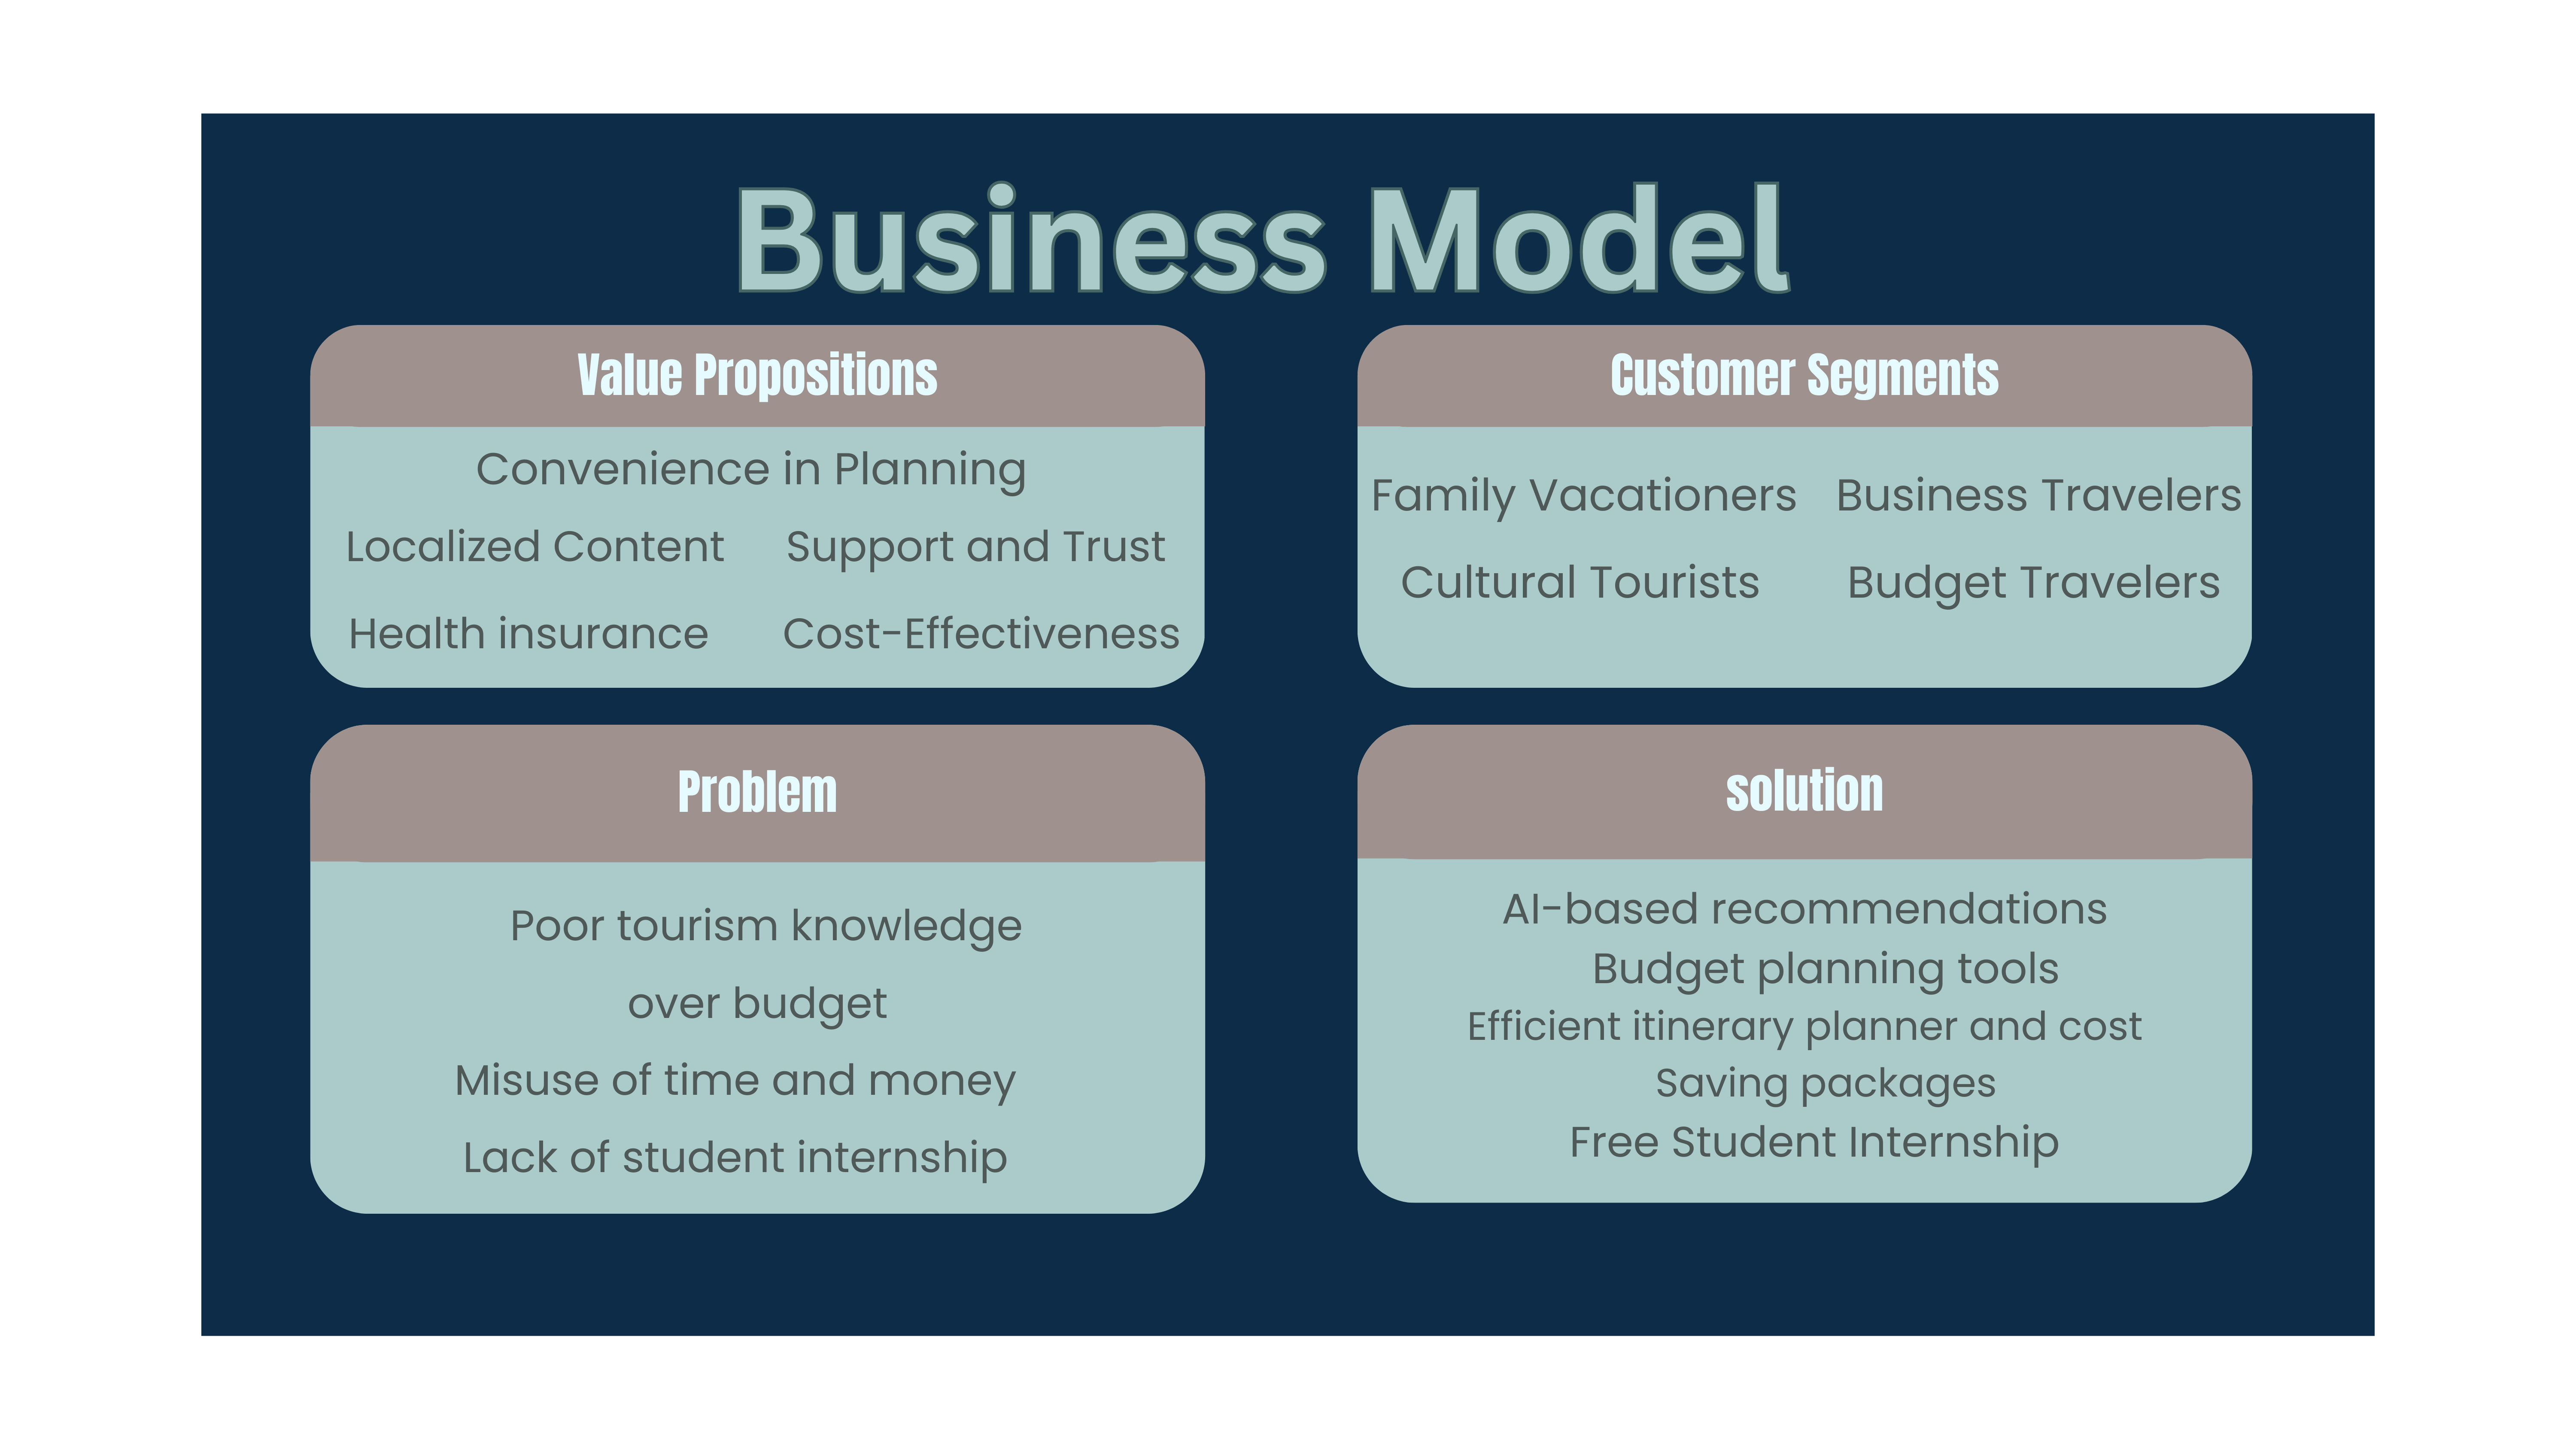 Business Model
Value Propositions
Convenience in Planning
Localized Content
Support and Trust
Health insurance
Cost-Effectiveness
Customer Segments
Family Vacationers
Business Travelers
Cultural Tourists
Budget Travelers
Problem
Poor tourism knowledge
over budget
Misuse of time and money
Lack of student internship
solution
AI-based recommendations
Budget planning tools
Efficient itinerary planner and cost
Saving packages
Free Student Internship